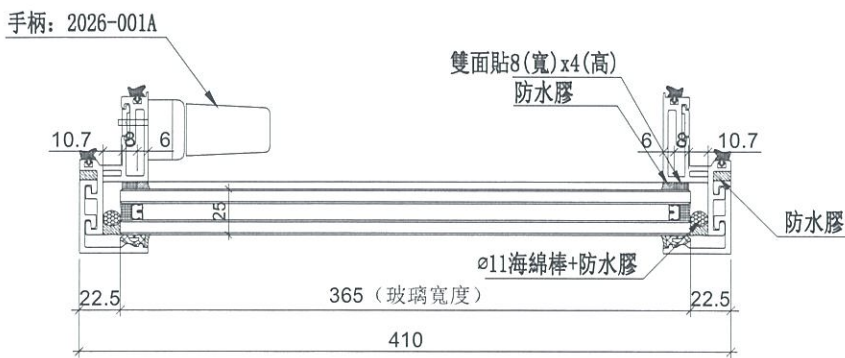 手柄：2026-001A
雙面貼8(寬)x4(高)
防水膠
10.7
8
6
6
8
10.7
25
防水膠
⌀11海綿棒+防水膠
22.5
365（玻璃寬度）
22.5
410